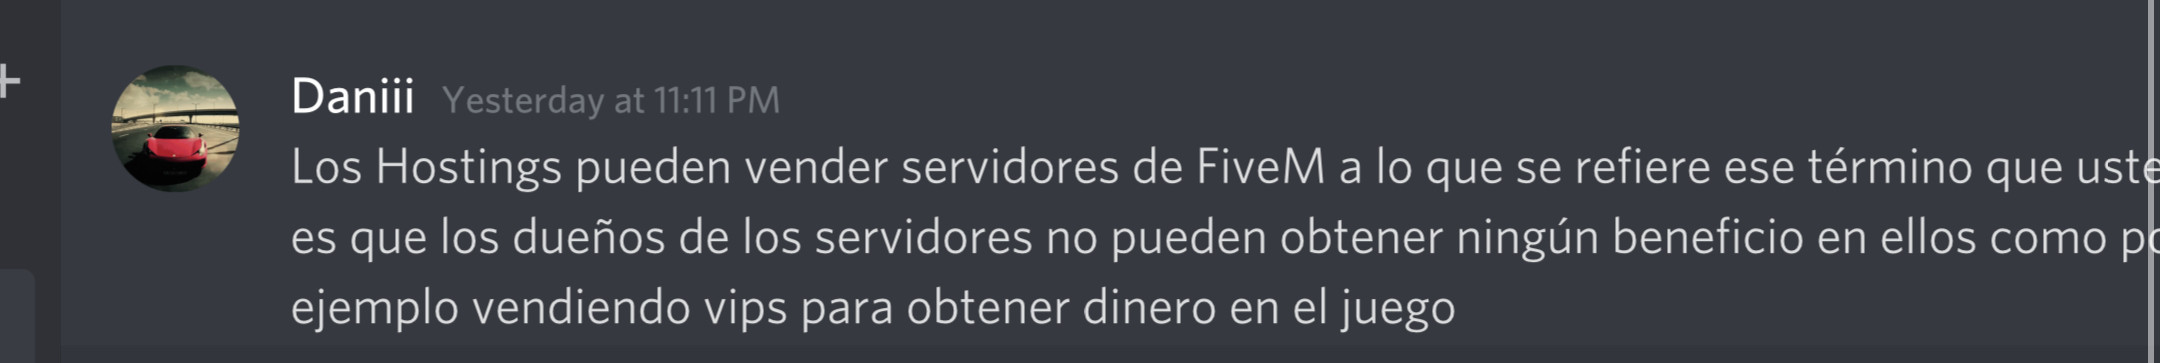 Daniii Yesterday at 11:11 PM
Los Hostings pueden vender servidores de FiveM a lo que se refiere ese término que uste
es que los dueños de los servidores no pueden obtener ningún beneficio en ellos como po
ejemplo vendiendo vips para obtener dinero en el juego